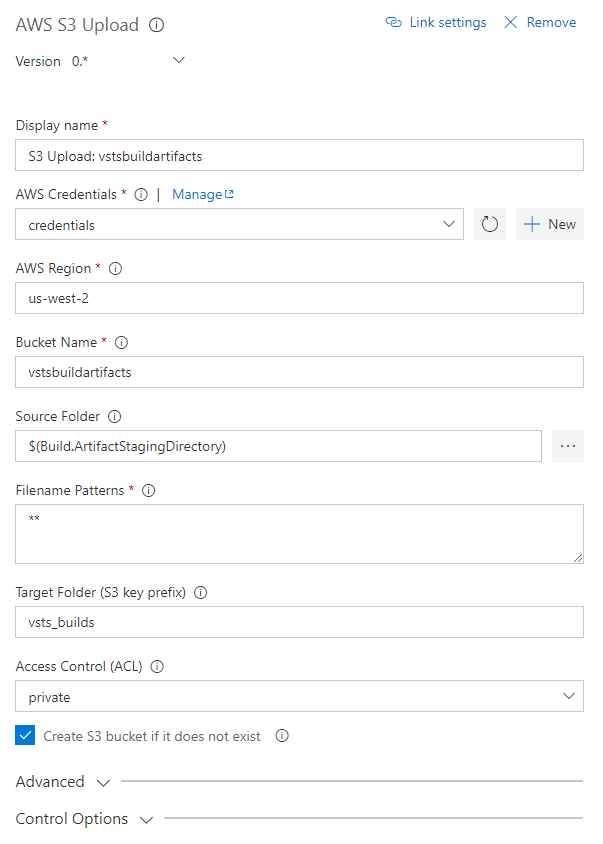 AWS S3 Upload
Link settings
Remove
Version 0.*
Display name *
S3 Upload: vstsbuildartifacts
AWS Credentials * | Manage
credentials
New
AWS Region *
us-west-2
Bucket Name *
vstsbuildartifacts
Source Folder
$(Build.ArtifactStagingDirectory)
...
Filename Patterns *
**
Target Folder (S3 key prefix)
vsts_builds
Access Control (ACL)
private
Create S3 bucket if it does not exist
Advanced
Control Options